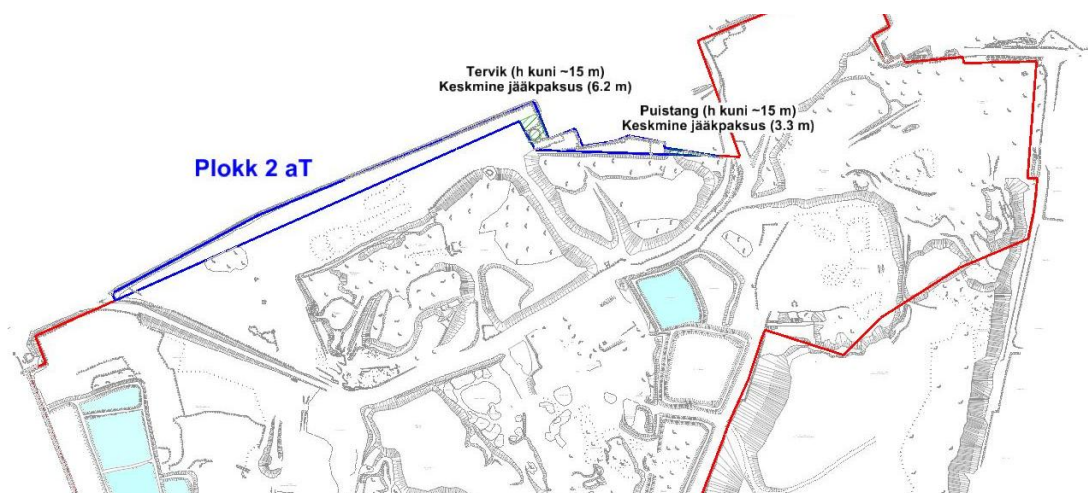 Tervik (h kuni ~15 m)
Keskmine jääkpaksus (6.2 m)
Puistang (h kuni ~15 m)
Keskmine jääkpaksus (3.3 m)
Plokk 2 aT